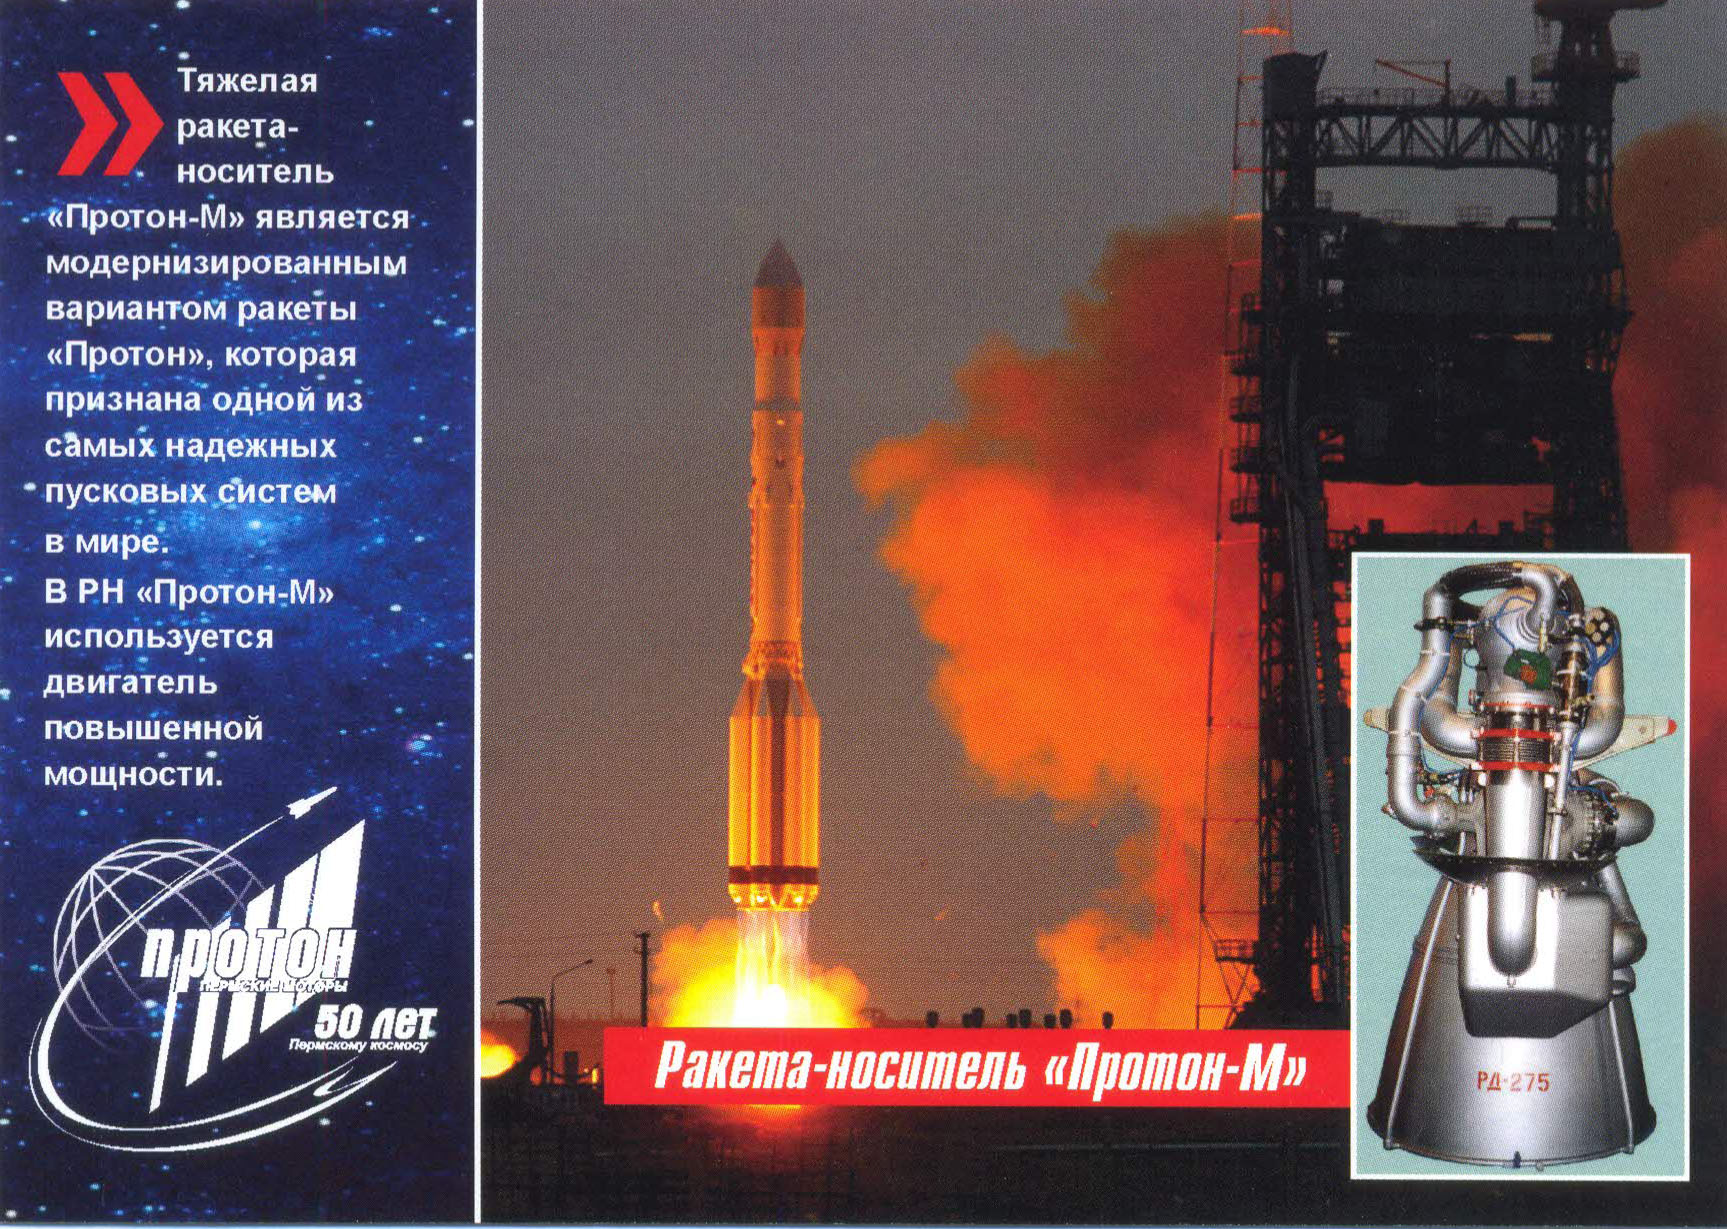 Тяжелая
ракета-
носитель
«Протон-М» является
модернизированным
вариантом ракеты
«Протон», которая
признана одной из
самых надежных
пусковых систем
в мире.
В РН «Протон-М»
используется
двигатель
повышенной
мощности.
протон
ПЕРМСКИЕ МОТОРЫ
50 лет
Пермскому космосу
Ракета-носитель «Протон-М»
РД-275